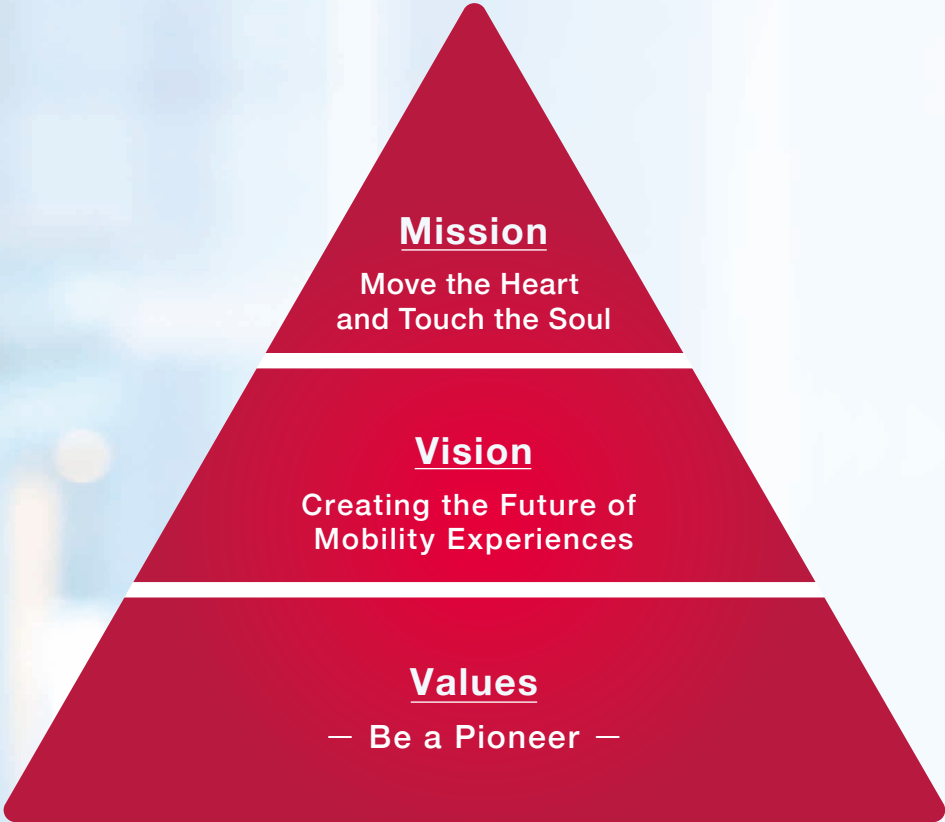 Mission
Move the Heart
and Touch the Soul
Vision
Creating the Future of
Mobility Experiences
Values
— Be a Pioneer —